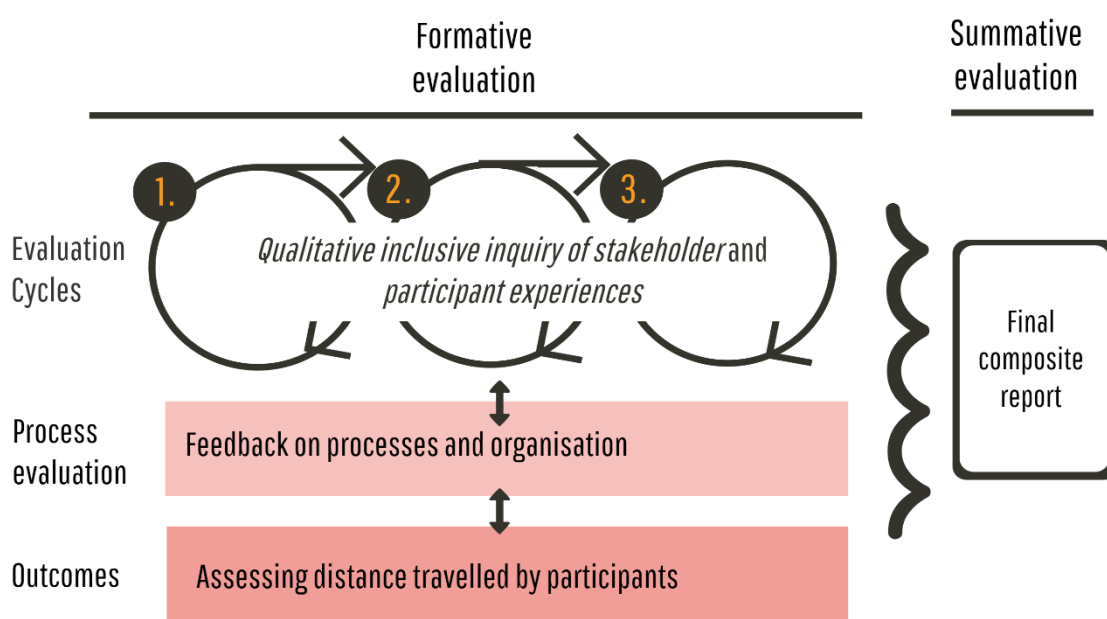 Formative
evaluation
Summative
evaluation
1.
2.
3.
Evaluation
Cycles
Qualitative inclusive inquiry of stakeholder and
participant experiences
Final
composite
report
Process
evaluation
Feedback on processes and organisation
Outcomes
Assessing distance travelled by participants